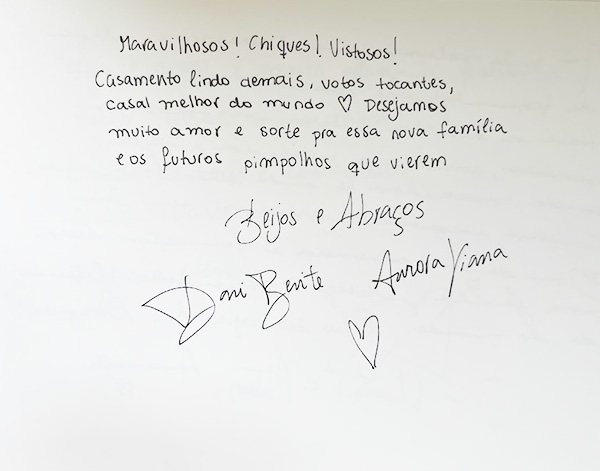 Maravilhosos! Chiques! Vistosos!
Casamento lindo demais, votos tocantes,
casal melhor do mundo ♡ Desejamos
muito amor e sorte pra essa nova família
e os futuros pimpolhos que vierem
Beijos e Abraços
Dani Benite Aurora Viana
♡